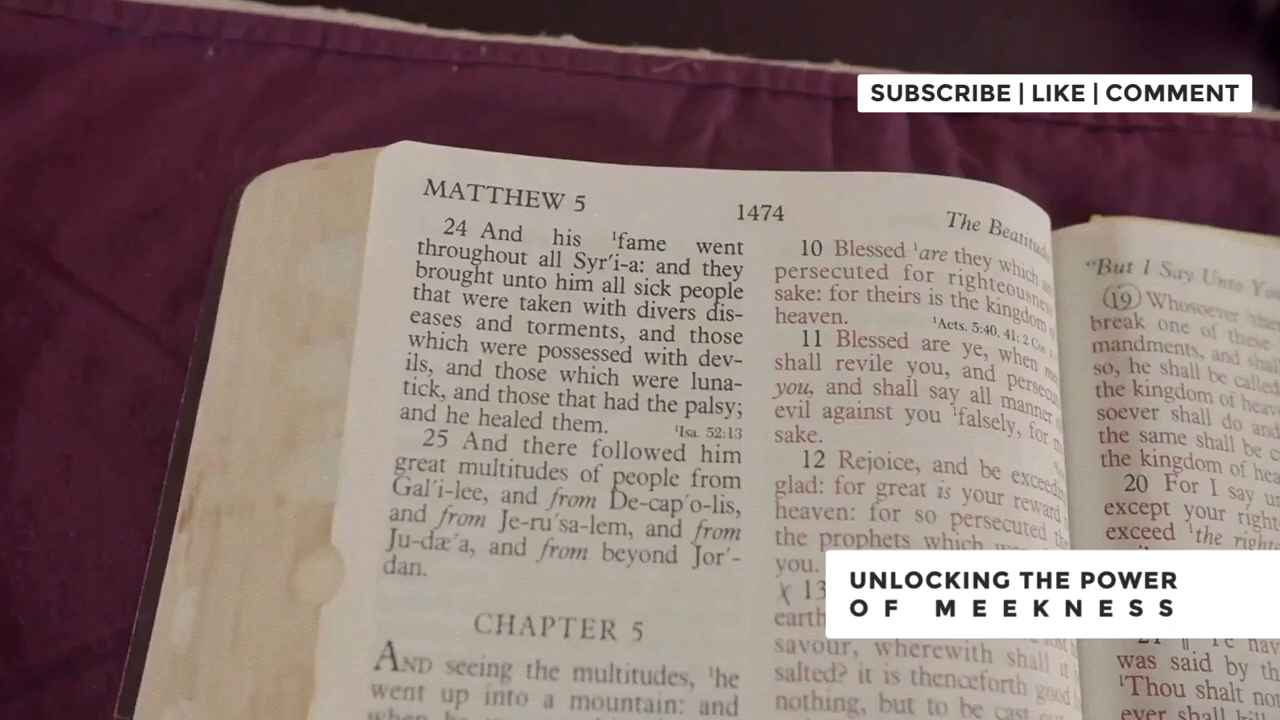 SUBSCRIBE | LIKE | COMMENT
MATTHEW 5
1474
The Beatitu
24 And his ¹fame went
throughout all Syr′i-a: and they
brought unto him all sick people
that were taken with divers dis-
eases and torments, and those
which were possessed with dev-
ils, and those which were luna-
tick, and those that had the palsy;
and he healed them. ¹Isa. 52:13
25 And there followed him
great multitudes of people from
Gal′i-lee, and from De-cap′o-lis,
and from Je-ru′sa-lem, and from
Ju-dæ′a, and from beyond Jor′-
dan.
CHAPTER 5
AND seeing the multitudes, ¹he
went up into a mountain: and
10 Blessed ¹are they which
persecuted for righteousn
sake: for theirs is the kingdom
heaven. ¹Acts. 5:40, 41; 2 Cor.
11 Blessed are ye, when
shall revile you, and persecu
you, and shall say all manner
evil against you ¹falsely, for
sake.
12 Rejoice, and be exceed
glad: for great is your reward
heaven: for so persecuted
the prophets which
you.
13
earth
savour, wherewith shall it
salted? it is thenceforth good
nothing, but to be cast
"But I Say Unto Yo
19 Whosoever
break one of these
mandments, and shal
so, he shall be called
the kingdom of heav
soever shall do and
the same shall be c
the kingdom of hea
20 For I say un
except your right
exceed ¹the right
UNLOCKING THE POWER
OF MEEKNESS
was said by th
¹Thou shalt no